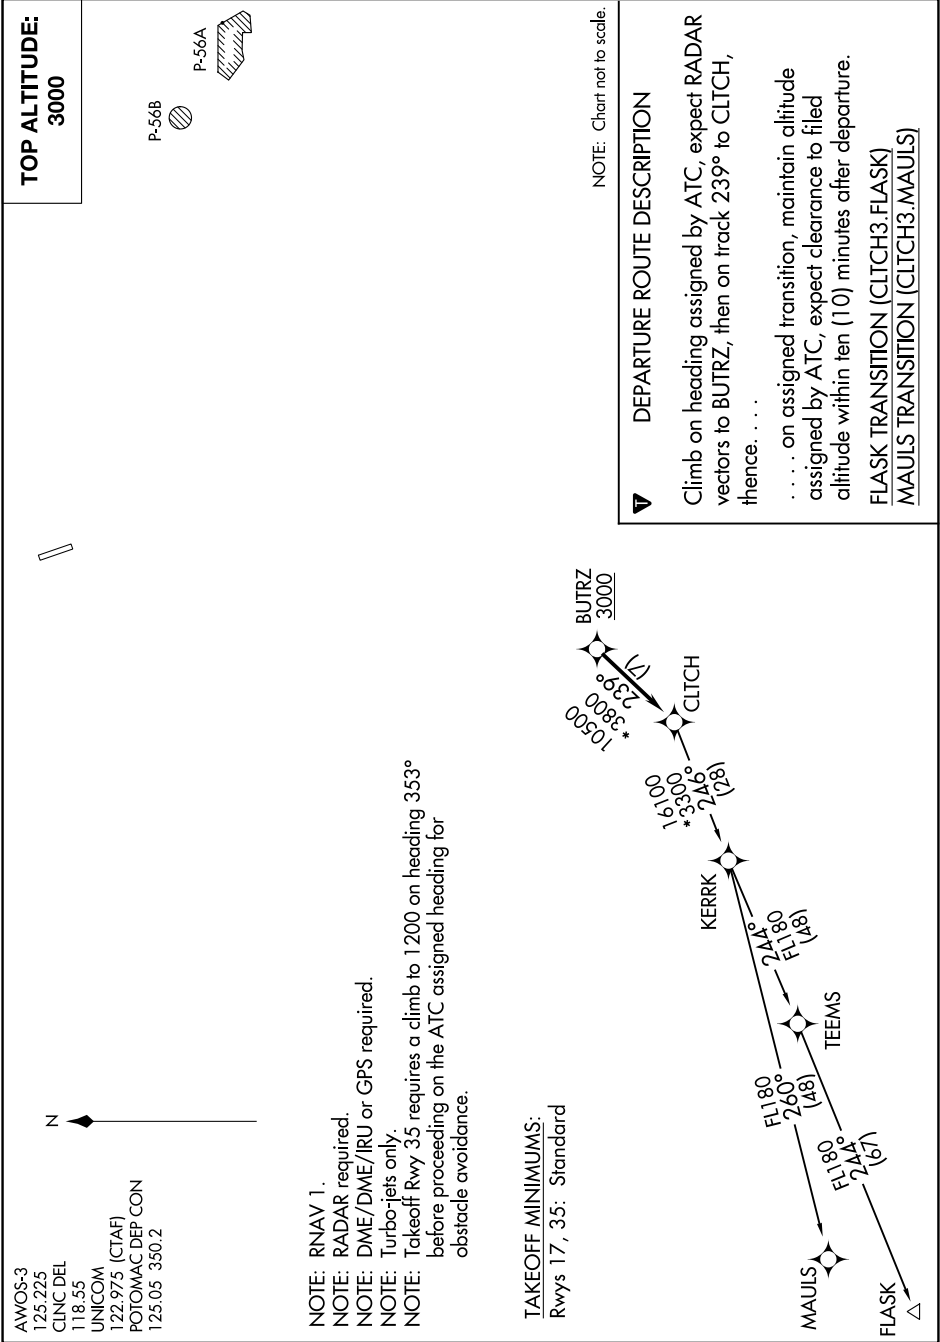 TOP ALTITUDE:
3000
AWOS-3
125.225
CLNC DEL
118.55
UNICOM
122.975 (CTAF)
POTOMAC DEP CON
125.05 350.2
N
P-56B
P-56A
NOTE: RNAV 1.
NOTE: RADAR required.
NOTE: DME/DME/IRU or GPS required.
NOTE: Turbo-jets only.
NOTE: Takeoff Rwy 35 requires a climb to 1200 on heading 353°
before proceeding on the ATC assigned heading for
obstacle avoidance.
TAKEOFF MINIMUMS:
Rwys 17, 35: Standard
NOTE: Chart not to scale.
BUTRZ
3000
10500
*3800
239°
(7)
CLTCH
16100
*3300
246°
(28)
KERRK
244°
FL180
(48)
TEEMS
FL180
260°
(48)
FL180
244°
(67)
MAULS
FLASK
T
DEPARTURE ROUTE DESCRIPTION
Climb on heading assigned by ATC, expect RADAR
vectors to BUTRZ, then on track 239° to CLTCH,
thence. . . .
. . . . on assigned transition, maintain altitude
assigned by ATC, expect clearance to filed
altitude within ten (10) minutes after departure.
FLASK TRANSITION (CLTCH3.FLASK)
MAULS TRANSITION (CLTCH3.MAULS)